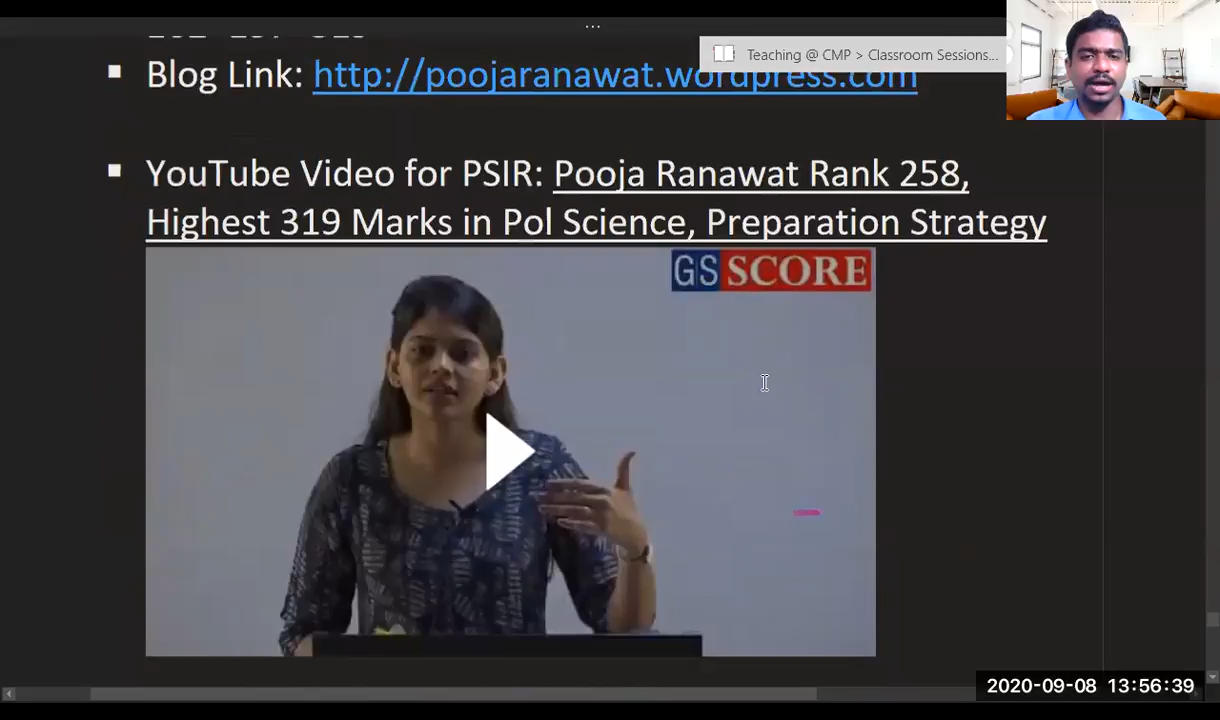 ...
Teaching @ CMP > Classroom Sessions...
▪ Blog Link: http://poojaranawat.wordpress.com
▪ YouTube Video for PSIR: Pooja Ranawat Rank 258,
Highest 319 Marks in Pol Science, Preparation Strategy
GS SCORE
2020-09-08 13:56:39